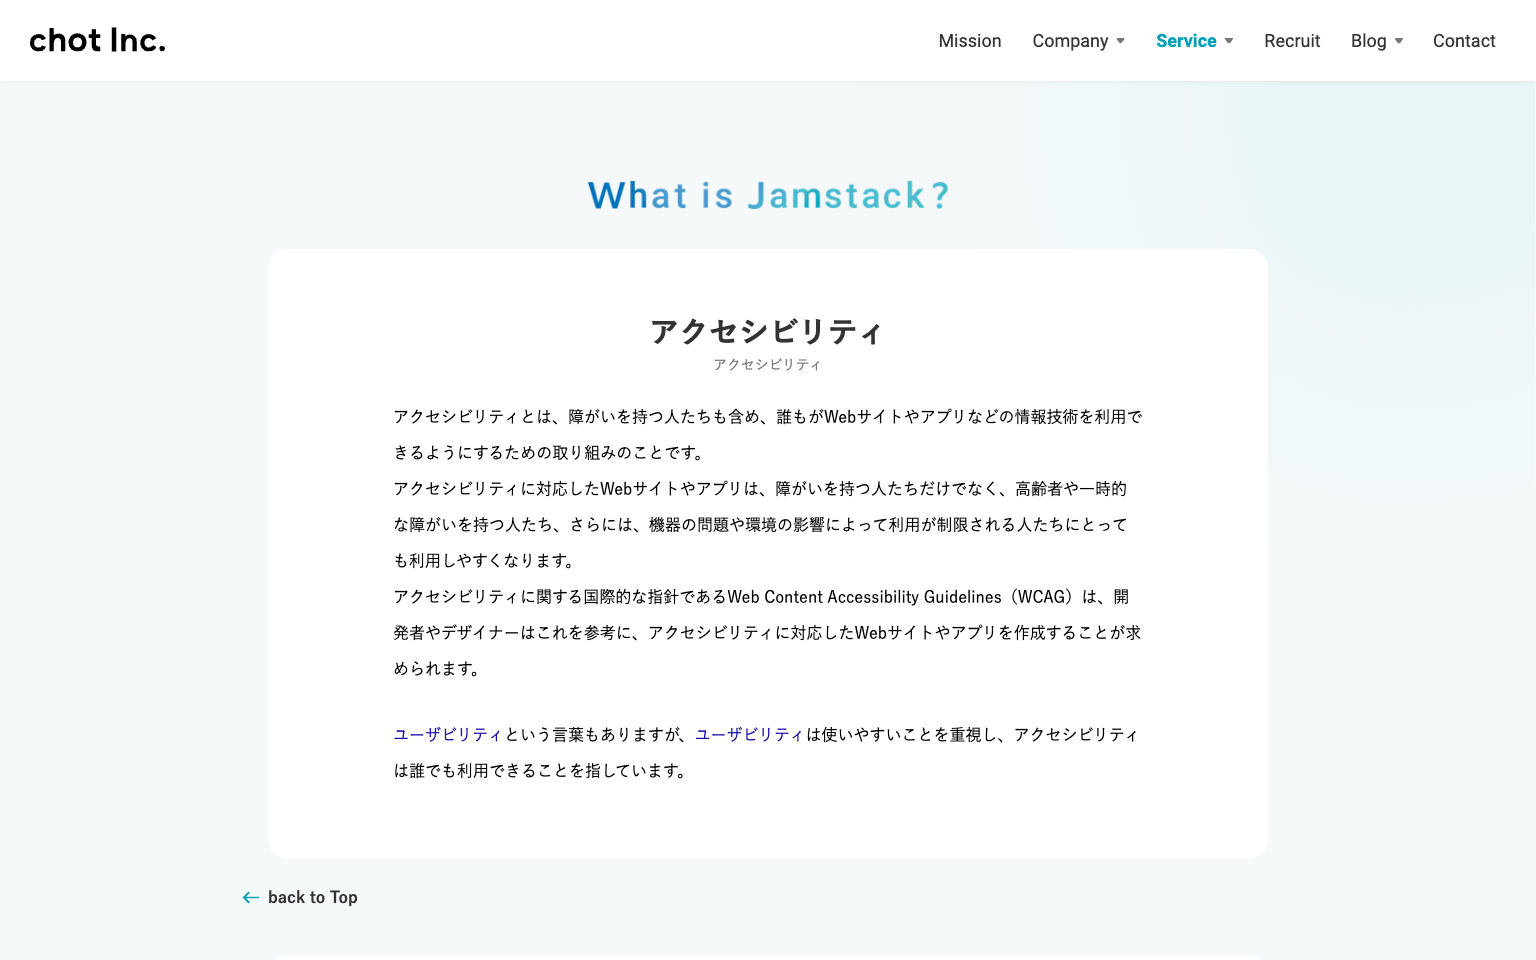 chot Inc.
Mission Company Service Recruit Blog Contact
What is Jamstack?
アクセシビリティ
アクセシビリティ
アクセシビリティとは、障がいを持つ人たちも含め、誰もがWebサイトやアプリなどの情報技術を利用で
きるようにするための取り組みのことです。
アクセシビリティに対応したWebサイトやアプリは、障がいを持つ人たちだけでなく、高齢者や一時的
な障がいを持つ人たち、さらには、機器の問題や環境の影響によって利用が制限される人たちにとって
も利用しやすくなります。
アクセシビリティに関する国際的な指針であるWeb Content Accessibility Guidelines（WCAG）は、開
発者やデザイナーはこれを参考に、アクセシビリティに対応したWebサイトやアプリを作成することが求
められます。
ユーザビリティという言葉もありますが、ユーザビリティは使いやすいことを重視し、アクセシビリティ
は誰でも利用できることを指しています。
back to Top